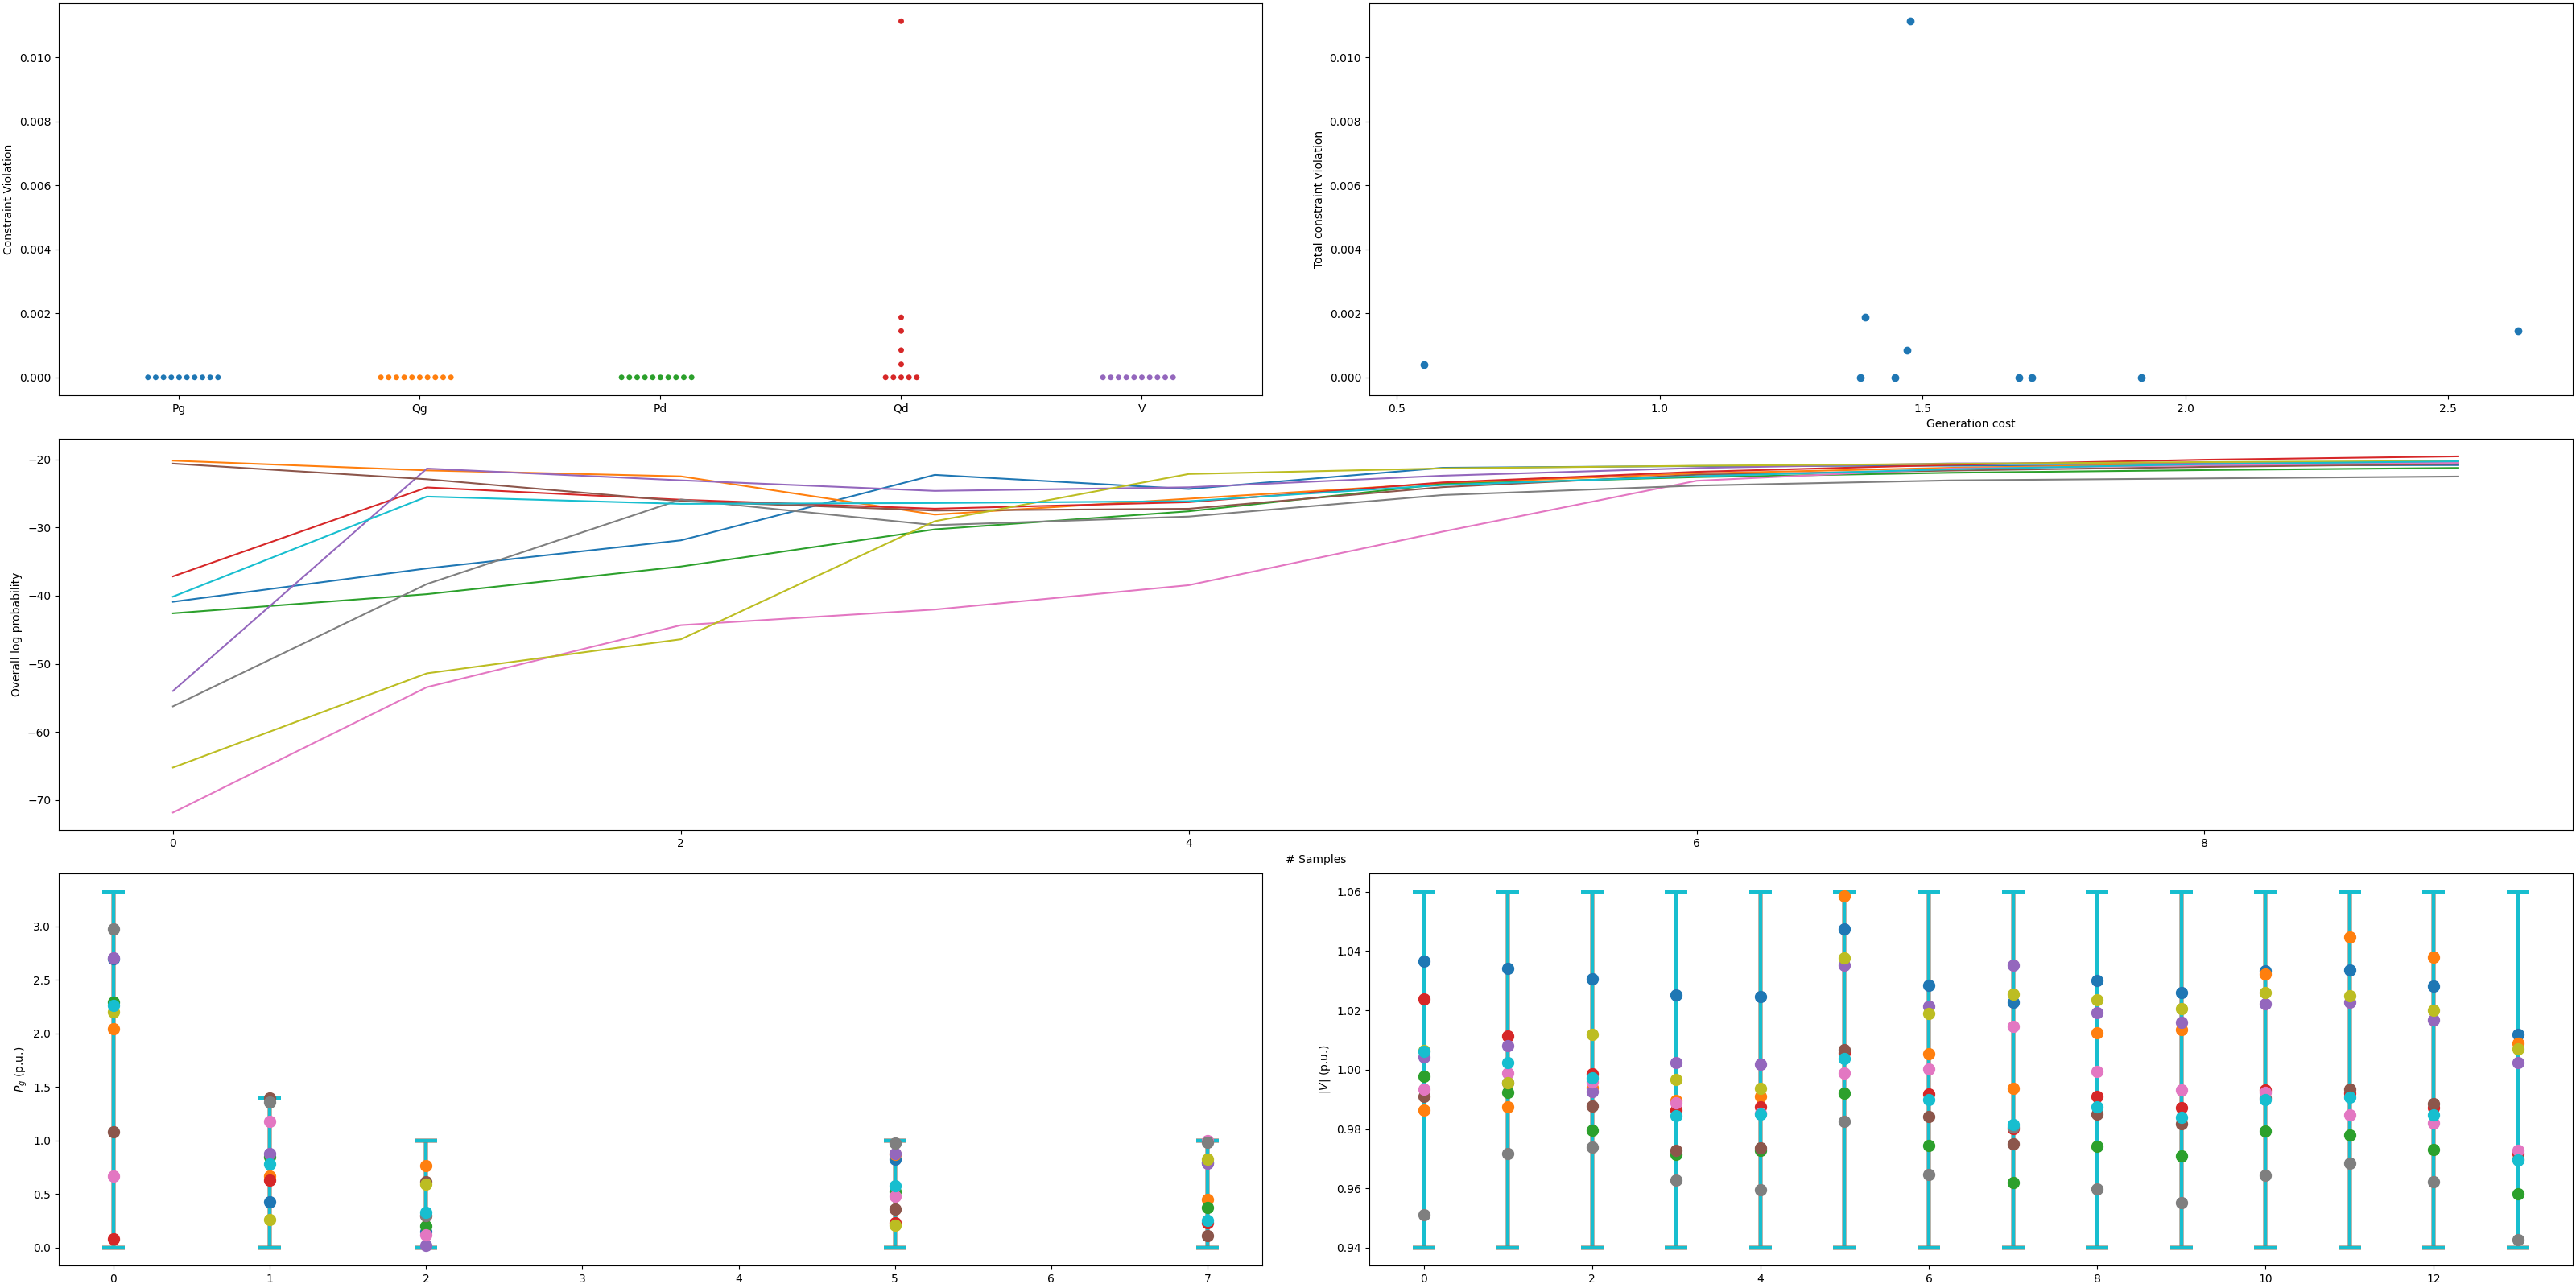 Constraint Violation
0.010
0.008
0.006
0.004
0.002
0.000
Pg Qg Pd Qd V
Total constraint violation
0.010
0.008
0.006
0.004
0.002
0.000
0.5 1.0 1.5 2.0 2.5
Generation cost
Overall log probability
−20
−30
−40
−50
−60
−70
0 2 4 6 8
# Samples
Pg (p.u.)
3.0
2.5
2.0
1.5
1.0
0.5
0.0
0 1 2 3 4 5 6 7
|V| (p.u.)
1.06
1.04
1.02
1.00
0.98
0.96
0.94
0 2 4 6 8 10 12